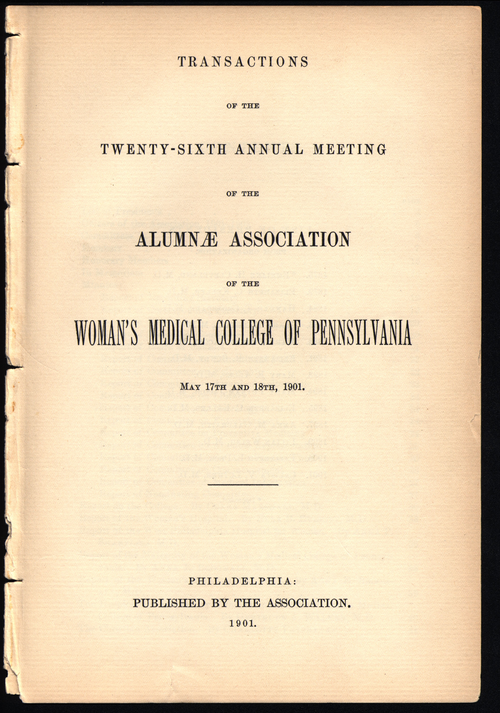 TRANSACTIONS
OF THE
TWENTY-SIXTH ANNUAL MEETING
OF THE
ALUMNÆ ASSOCIATION
OF THE
WOMAN'S MEDICAL COLLEGE OF PENNSYLVANIA
MAY 17TH AND 18TH, 1901.
PHILADELPHIA:
PUBLISHED BY THE ASSOCIATION.
1901.